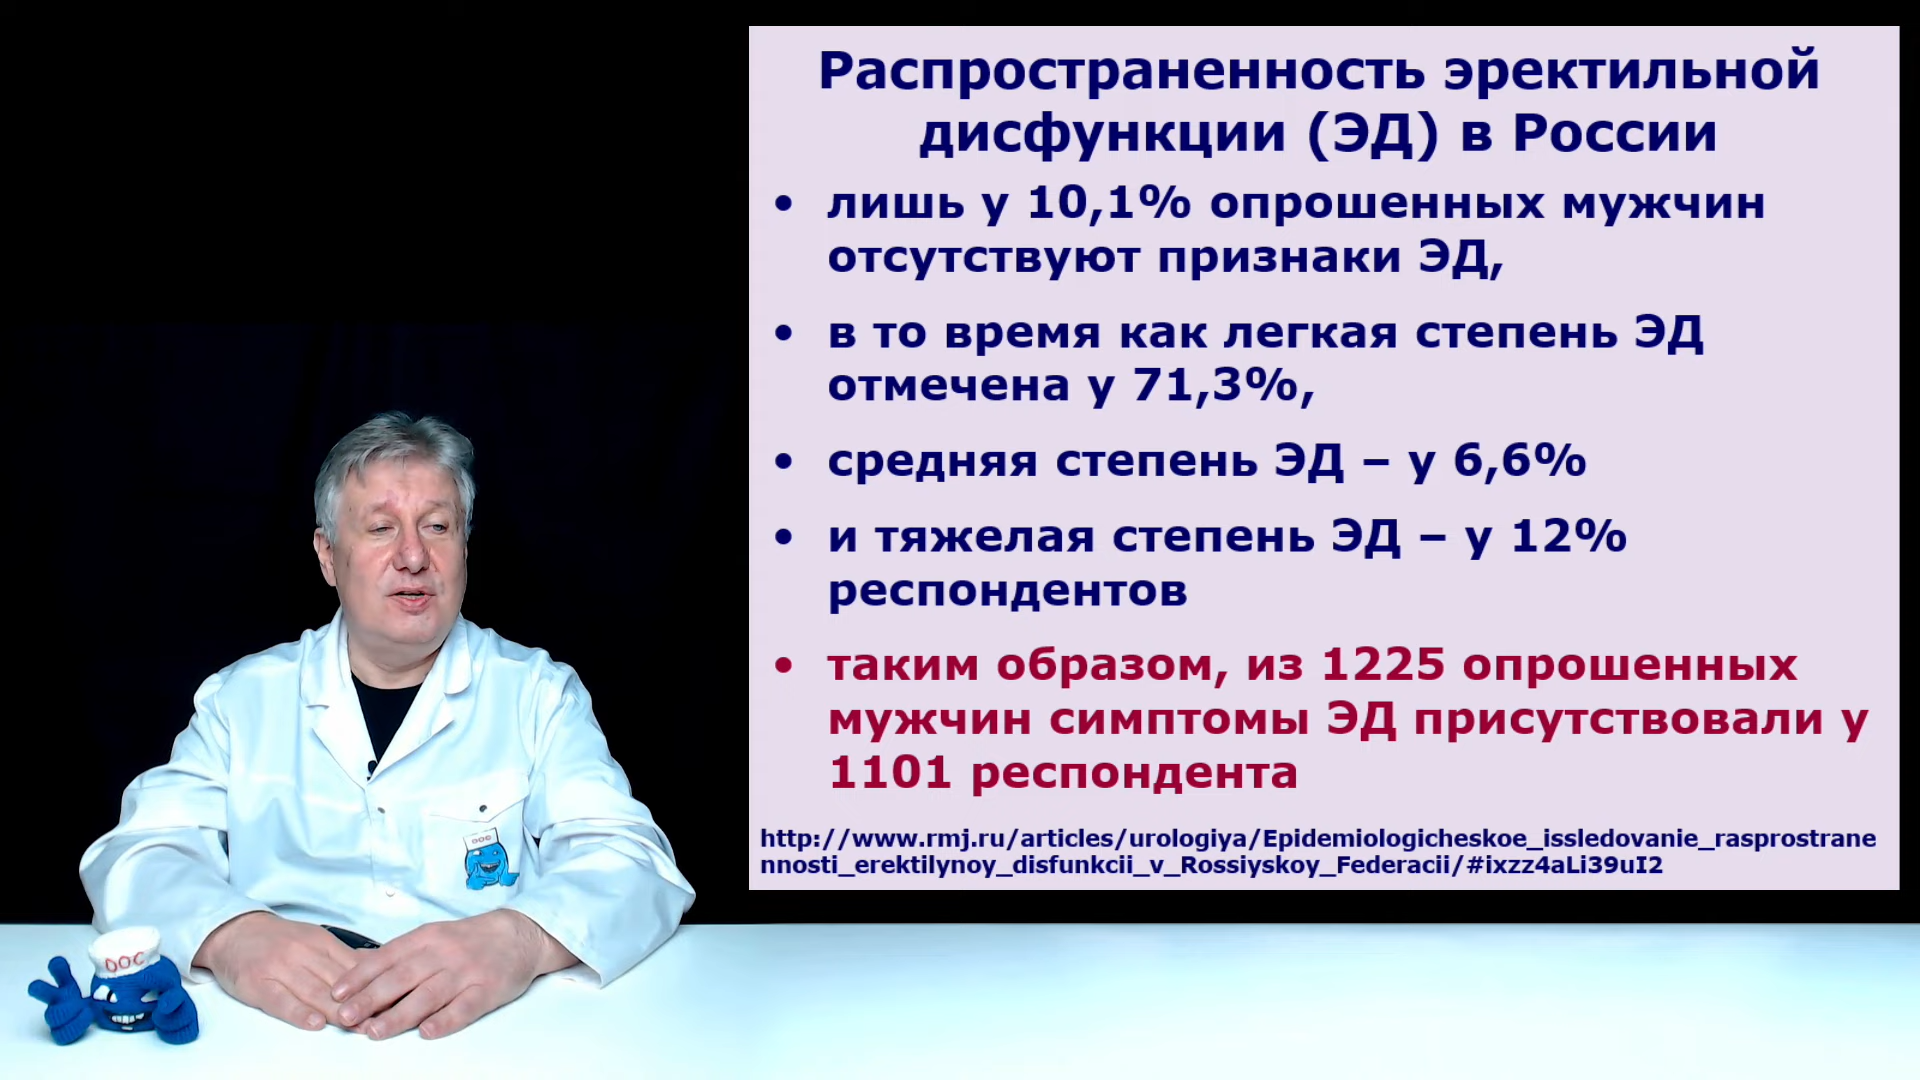 Распространенность эректильной
дисфункции (ЭД) в России
• лишь у 10,1% опрошенных мужчин
отсутствуют признаки ЭД,
• в то время как легкая степень ЭД
отмечена у 71,3%,
• средняя степень ЭД – у 6,6%
• и тяжелая степень ЭД – у 12%
респондентов
• таким образом, из 1225 опрошенных
мужчин симптомы ЭД присутствовали у
1101 респондента
http://www.rmj.ru/articles/urologiya/Epidemiologicheskoe_issledovanie_rasprostrane
nnosti_erektilynoy_disfunkcii_v_Rossiyskoy_Federacii/#ixzz4aLi39uI2
DOC
DOC